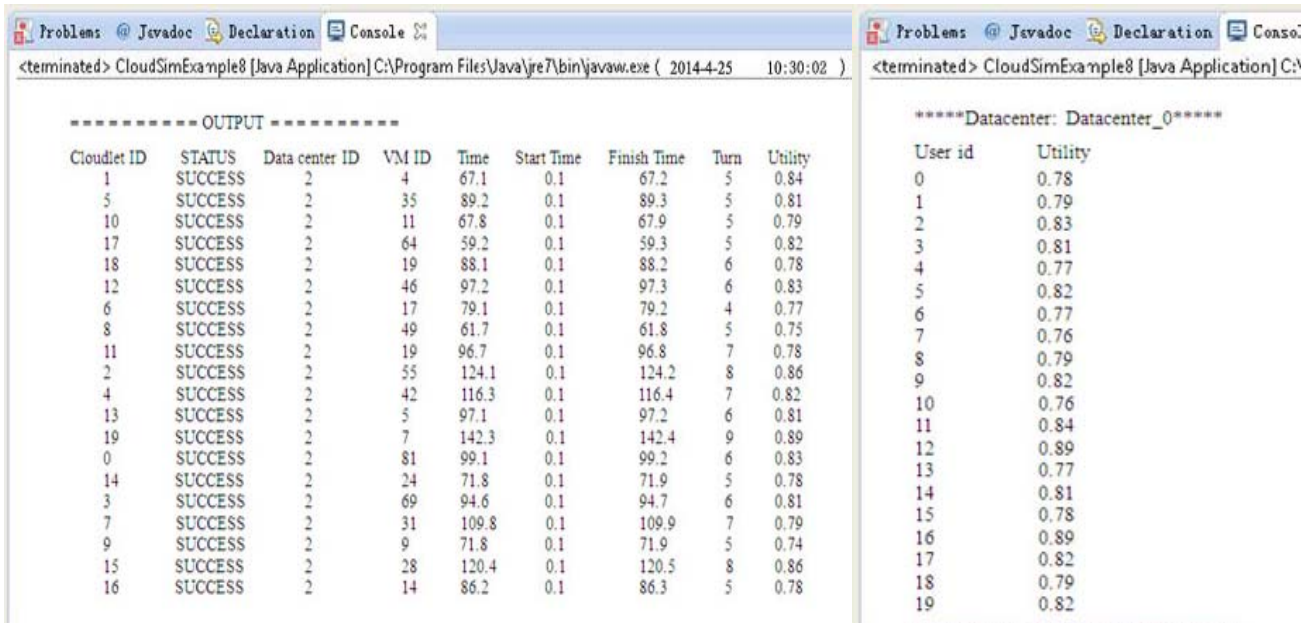 Problems @ Javadoc Declaration Console
<terminated> CloudSimExample8 [Java Application] C:\Program Files\Java\jre7\bin\javaw.exe ( 2014-4-25 10:30:02 )
========== OUTPUT ==========
Cloudlet ID STATUS Data center ID VM ID Time Start Time Finish Time Turn Utility
1 SUCCESS 2 4 67.1 0.1 67.2 5 0.84
5 SUCCESS 2 35 89.2 0.1 89.3 5 0.81
10 SUCCESS 2 11 67.8 0.1 67.9 5 0.79
17 SUCCESS 2 64 59.2 0.1 59.3 5 0.82
18 SUCCESS 2 19 88.1 0.1 88.2 6 0.78
12 SUCCESS 2 46 97.2 0.1 97.3 6 0.83
6 SUCCESS 2 17 79.1 0.1 79.2 4 0.77
8 SUCCESS 2 49 61.7 0.1 61.8 5 0.75
11 SUCCESS 2 19 96.7 0.1 96.8 7 0.78
2 SUCCESS 2 55 124.1 0.1 124.2 8 0.86
4 SUCCESS 2 42 116.3 0.1 116.4 7 0.82
13 SUCCESS 2 5 97.1 0.1 97.2 6 0.81
19 SUCCESS 2 7 142.3 0.1 142.4 9 0.89
0 SUCCESS 2 81 99.1 0.1 99.2 6 0.83
14 SUCCESS 2 24 71.8 0.1 71.9 5 0.78
3 SUCCESS 2 69 94.6 0.1 94.7 6 0.81
7 SUCCESS 2 31 109.8 0.1 109.9 7 0.79
9 SUCCESS 2 9 71.8 0.1 71.9 5 0.74
15 SUCCESS 2 28 120.4 0.1 120.5 8 0.86
16 SUCCESS 2 14 86.2 0.1 86.3 5 0.78
Problems @ Javadoc Declaration Consol
<terminated> CloudSimExample8 [Java Application] C:\
*****Datacenter: Datacenter_0*****
User id Utility
0 0.78
1 0.79
2 0.83
3 0.81
4 0.77
5 0.82
6 0.77
7 0.76
8 0.79
9 0.82
10 0.76
11 0.84
12 0.89
13 0.77
14 0.81
15 0.78
16 0.89
17 0.82
18 0.79
19 0.82